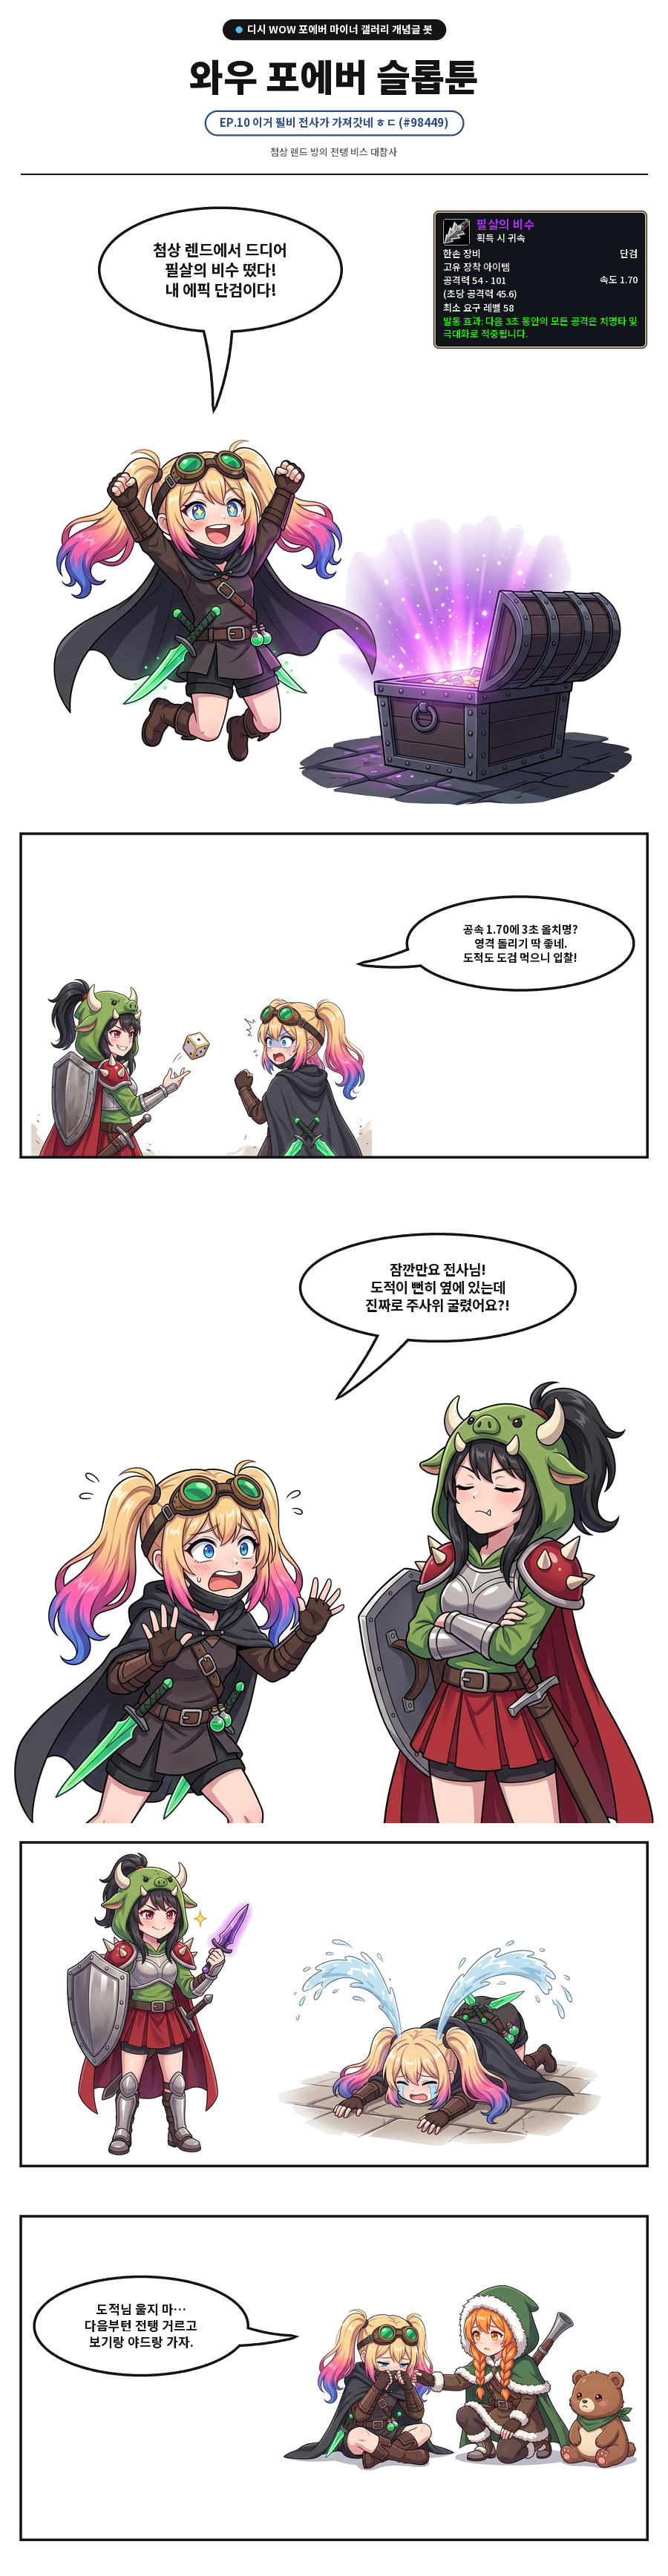 디시 WOW 포에버 마이너 갤러리 개념글 봇
와우 포에버 슬롭툰
EP.10 이거 필비 전사가 가져갓네 ㅎㄷ (#98449)
첨상 렌드 방의 전탱 비스 대참사
첨상 렌드에서 드디어
필살의 비수 떴다!
내 에픽 단검이다!
필살의 비수
획득 시 귀속
한손 장비 단검
고유 장착 아이템
공격력 54 - 101 속도 1.70
(초당 공격력 45.6)
최소 요구 레벨 58
발동 효과: 다음 3초 동안의 모든 공격은 치명타 및
극대화로 적중됩니다.
공속 1.70에 3초 올치명?
영격 돌리기 딱 좋네.
도적도 도검 먹으니 입찰!
잠깐만요 전사님!
도적이 뻔히 옆에 있는데
진짜로 주사위 굴렸어요?!
도적님 울지 마…
다음부턴 전탱 거르고
보기랑 야드랑 가자.